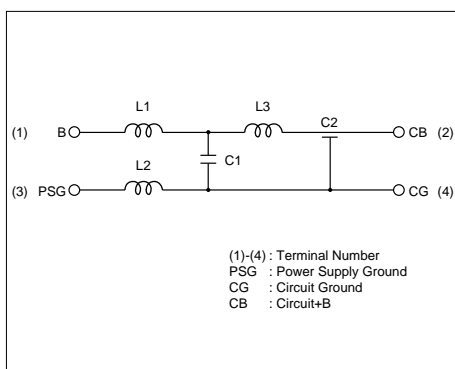 L1 L3
C2
(1) B CB (2)
C1
L2
(3) PSG CG (4)
(1)-(4) : Terminal Number
PSG : Power Supply Ground
CG : Circuit Ground
CB : Circuit+B